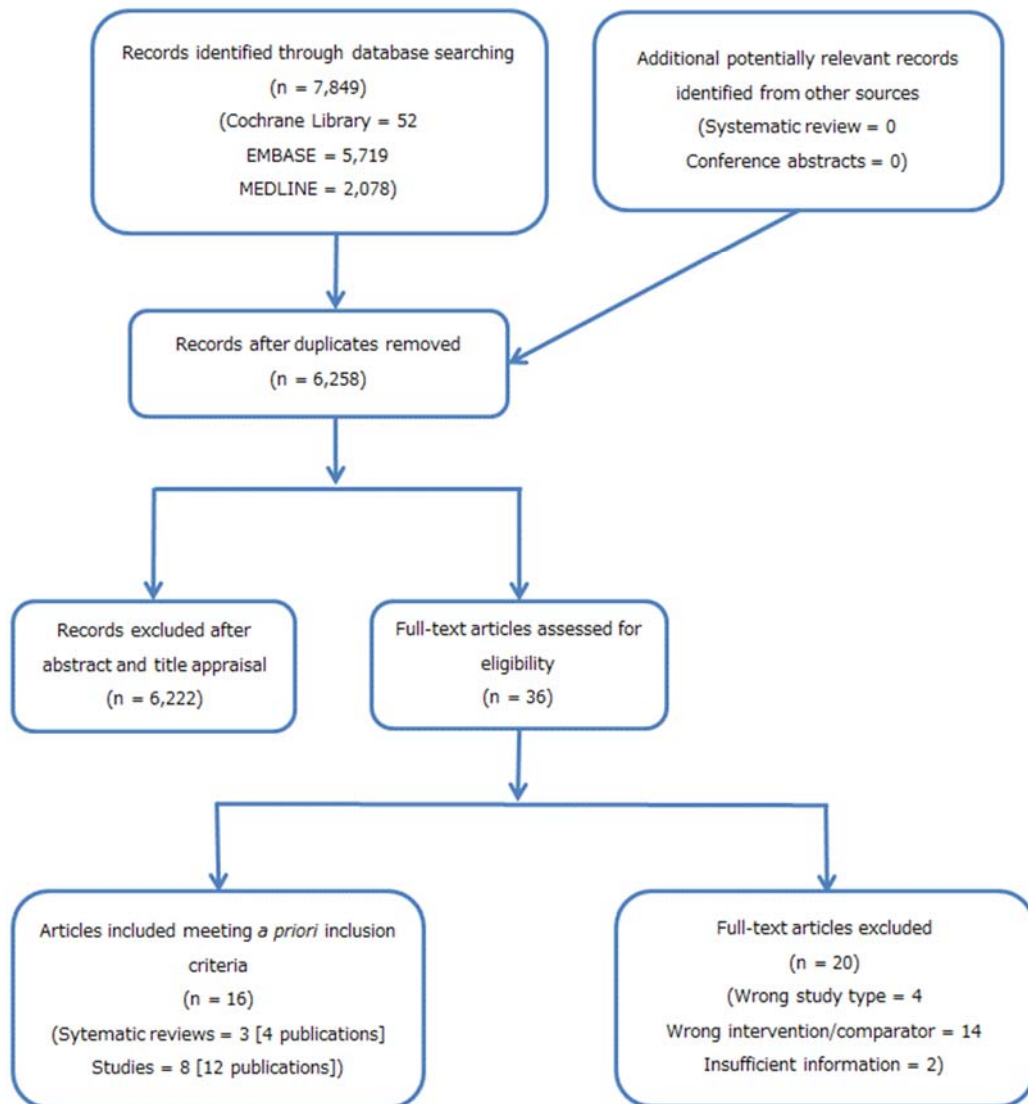 Records identified through database searching
(n = 7,849)
(Cochrane Library = 52
EMBASE = 5,719
MEDLINE = 2,078)
Additional potentially relevant records
identified from other sources
(Systematic review = 0
Conference abstracts = 0)
Records after duplicates removed
(n = 6,258)
Records excluded after
abstract and title appraisal
(n = 6,222)
Full-text articles assessed for
eligibility
(n = 36)
Articles included meeting a priori inclusion
criteria
(n = 16)
(Sytematic reviews = 3 [4 publications]
Studies = 8 [12 publications])
Full-text articles excluded
(n = 20)
(Wrong study type = 4
Wrong intervention/comparator = 14
Insufficient information = 2)